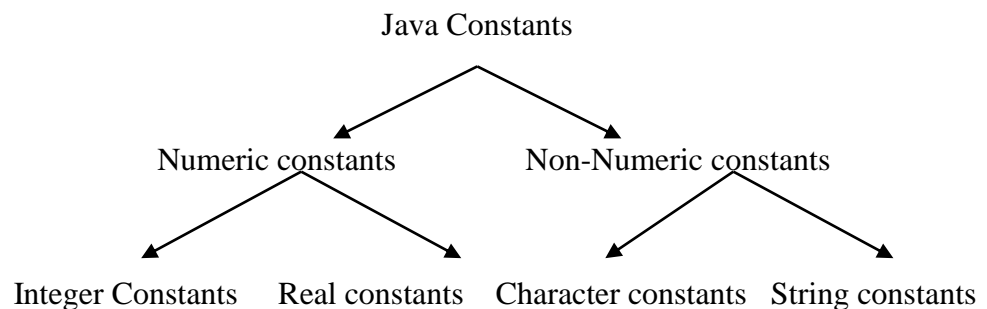 Java Constants
Numeric constants Non-Numeric constants
Integer Constants Real constants Character constants String constants